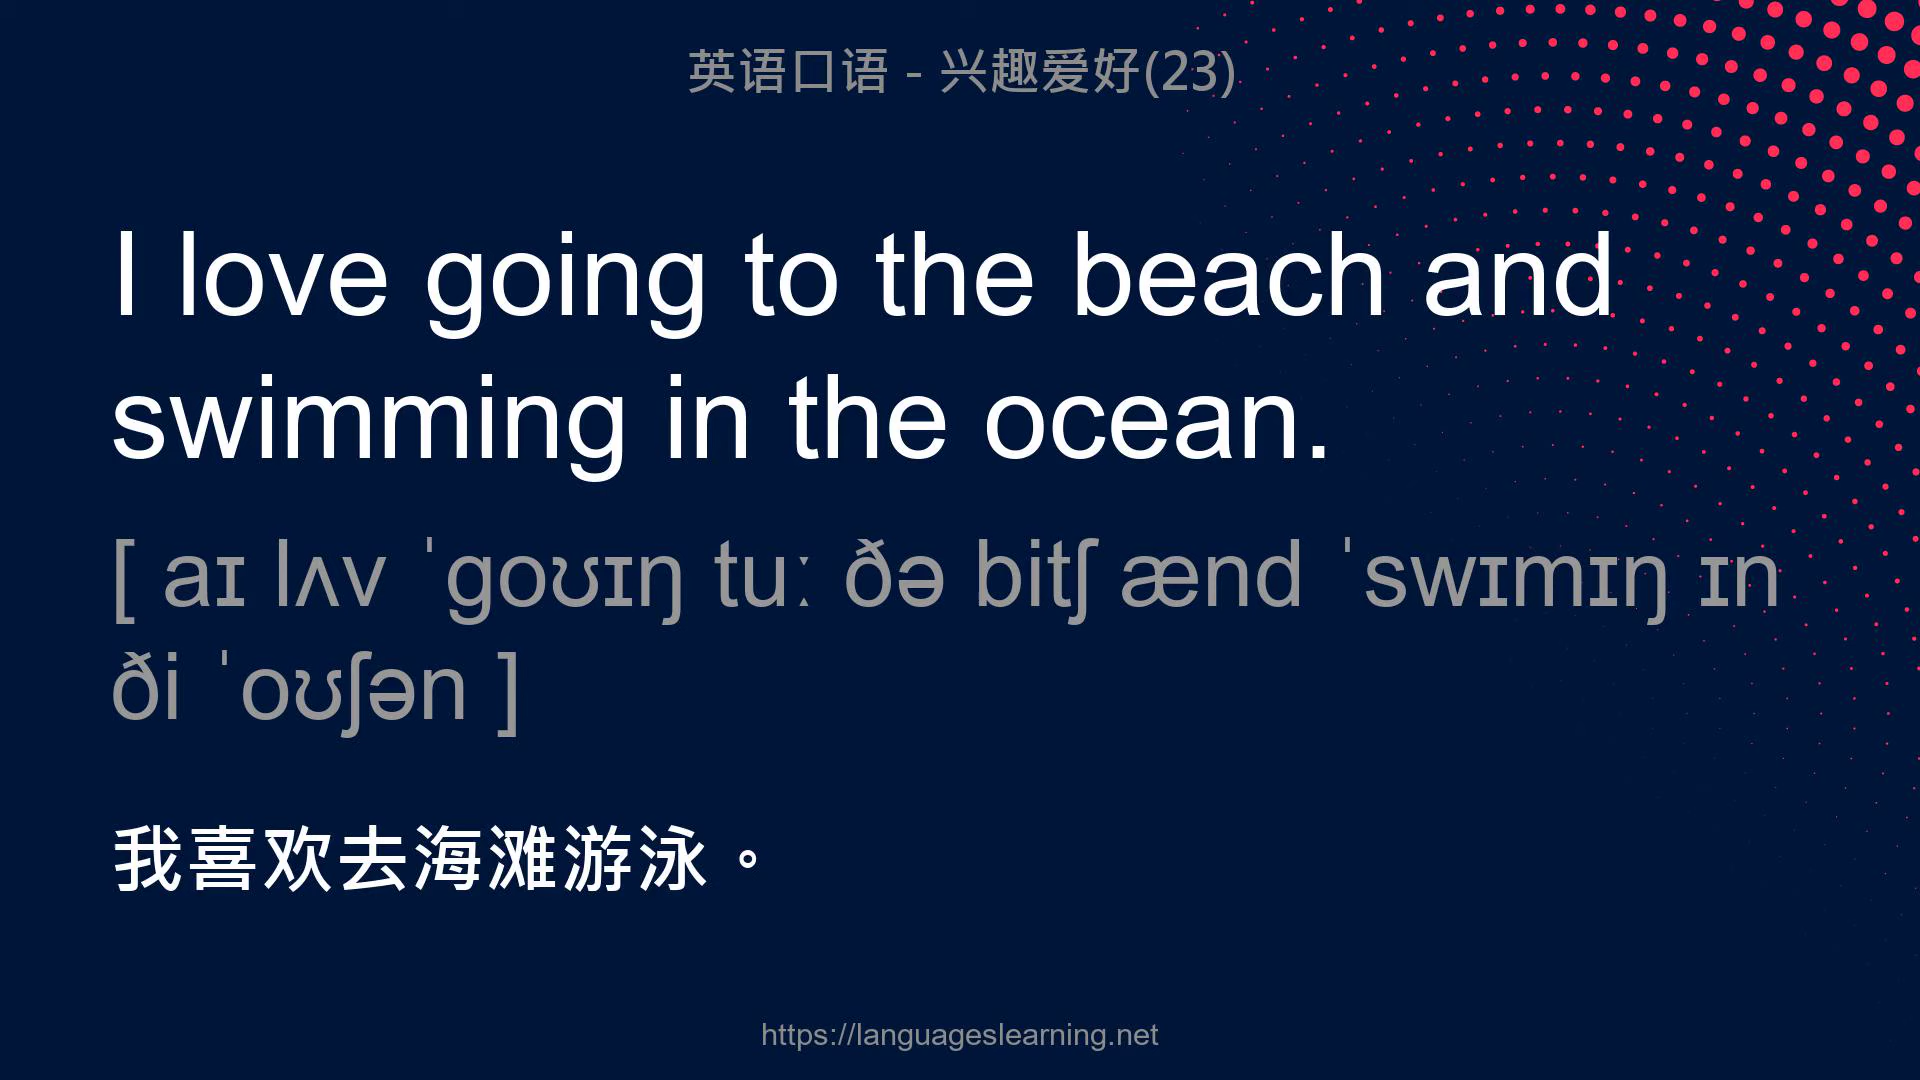 英语口语 - 兴趣爱好(23)
I love going to the beach and
swimming in the ocean.
[ aɪ lʌv ˈɡoʊɪŋ tuː ðə bitʃ ænd ˈswɪmɪŋ ɪn
ði ˈoʊʃən ]
我喜欢去海滩游泳。
https://languageslearning.net